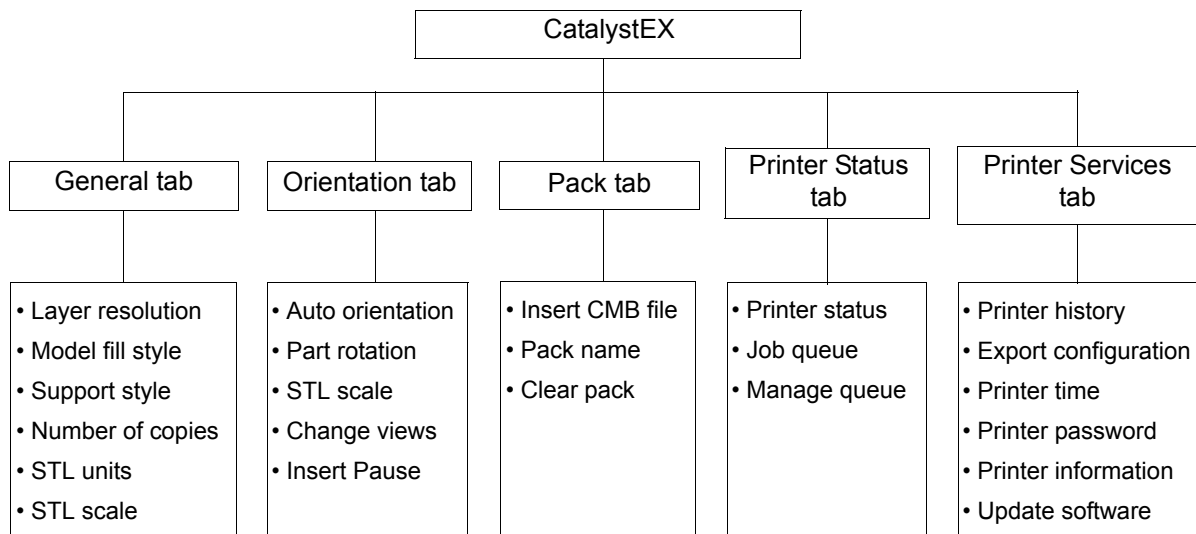 CatalystEX
General tab
Orientation tab
Pack tab
Printer Status
tab
Printer Services
tab
• Layer resolution
• Model fill style
• Support style
• Number of copies
• STL units
• STL scale
• Auto orientation
• Part rotation
• STL scale
• Change views
• Insert Pause
• Insert CMB file
• Pack name
• Clear pack
• Printer status
• Job queue
• Manage queue
• Printer history
• Export configuration
• Printer time
• Printer password
• Printer information
• Update software